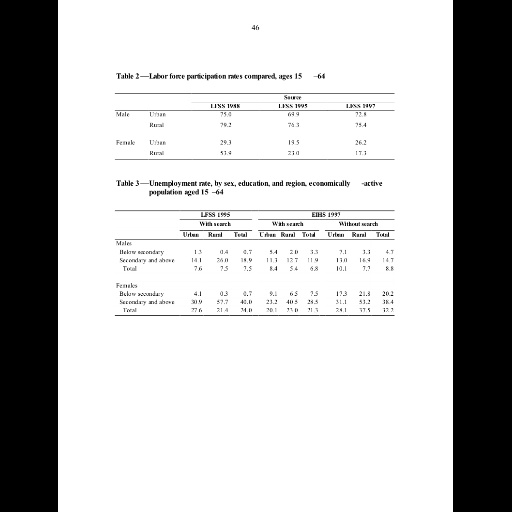 46
Table 2—Labor force participation rates compared, ages 15 –64
Source
LFSS 1988 LFSS 1995 LFSS 1997
Male Urban 75.0 69.9 72.8
Rural 79.2 76.3 75.4
Female Urban 29.3 19.5 26.2
Rural 53.9 23.0 17.3
Table 3—Unemployment rate, by sex, education, and region, economically -active
population aged 15 –64
LFSS 1995 EIHS 1997
With search With search Without search
Urban Rural Total Urban Rural Total Urban Rural Total
Males
Below secondary 1.3 0.4 0.7 5.4 2.0 3.3 7.1 3.3 4.7
Secondary and above 14.1 26.0 18.9 11.3 12.7 11.9 13.0 16.9 14.7
Total 7.6 7.5 7.5 8.4 5.4 6.8 10.1 7.7 8.8
Females
Below secondary 4.1 0.3 0.7 9.1 6.5 7.5 17.3 21.8 20.2
Secondary and above 30.9 57.7 40.0 23.2 40.5 28.5 31.1 53.2 38.4
Total 27.6 21.4 24.0 20.1 23.0 21.3 28.1 37.5 32.2